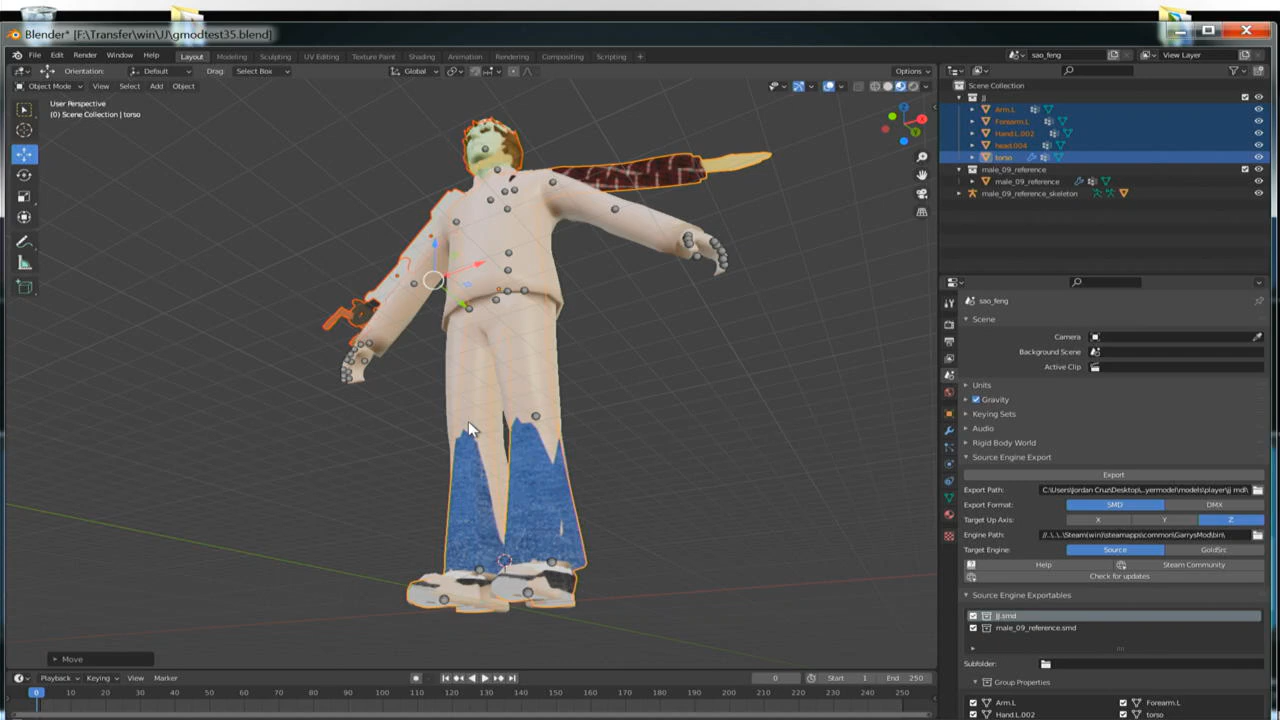 Blender* [F:\Transfer\win\JJ\gmodtest35.blend]
File Edit Render Window Help Layout Modeling Sculpting UV Editing Texture Paint Shading Animation Rendering Compositing Scripting + sao_feng View Layer
Orientation: Default Drag: Select Box Global Options
Object Mode View Select Add Object
User Perspective
(0) Scene Collection | torso
Move
Playback Keying View Marker 0 Start 1 End 250
0 10 20 30 40 50 60 70 80 90 100 110 120 130 140 150 160 170 180 190 200 210 220 230 240 250
Scene Collection
jj
Arm.L
Forearm.L
Hand.L.002
head.004
torso
male_09_reference
male_09_reference
male_09_reference_skeleton
sao_feng
Scene
Camera
Background Scene
Active Clip
Units
Gravity
Keying Sets
Audio
Rigid Body World
Source Engine Export
Export
Export Path: C:\Users\Jordan Cruz\Desktop\...yermodel\models\player\jj mdl\
Export Format: SMD DMX
Target Up Axis: X Y Z
Engine Path: //..\..\..\Steam(win)\steamapps\common\GarrysMod\bin\
Target Engine: Source GoldSrc
Help Steam Community
Check for updates
Source Engine Exportables
jj.smd
male_09_reference.smd
Subfolder:
Group Properties
Arm.L Forearm.L
Hand.L.002 torso